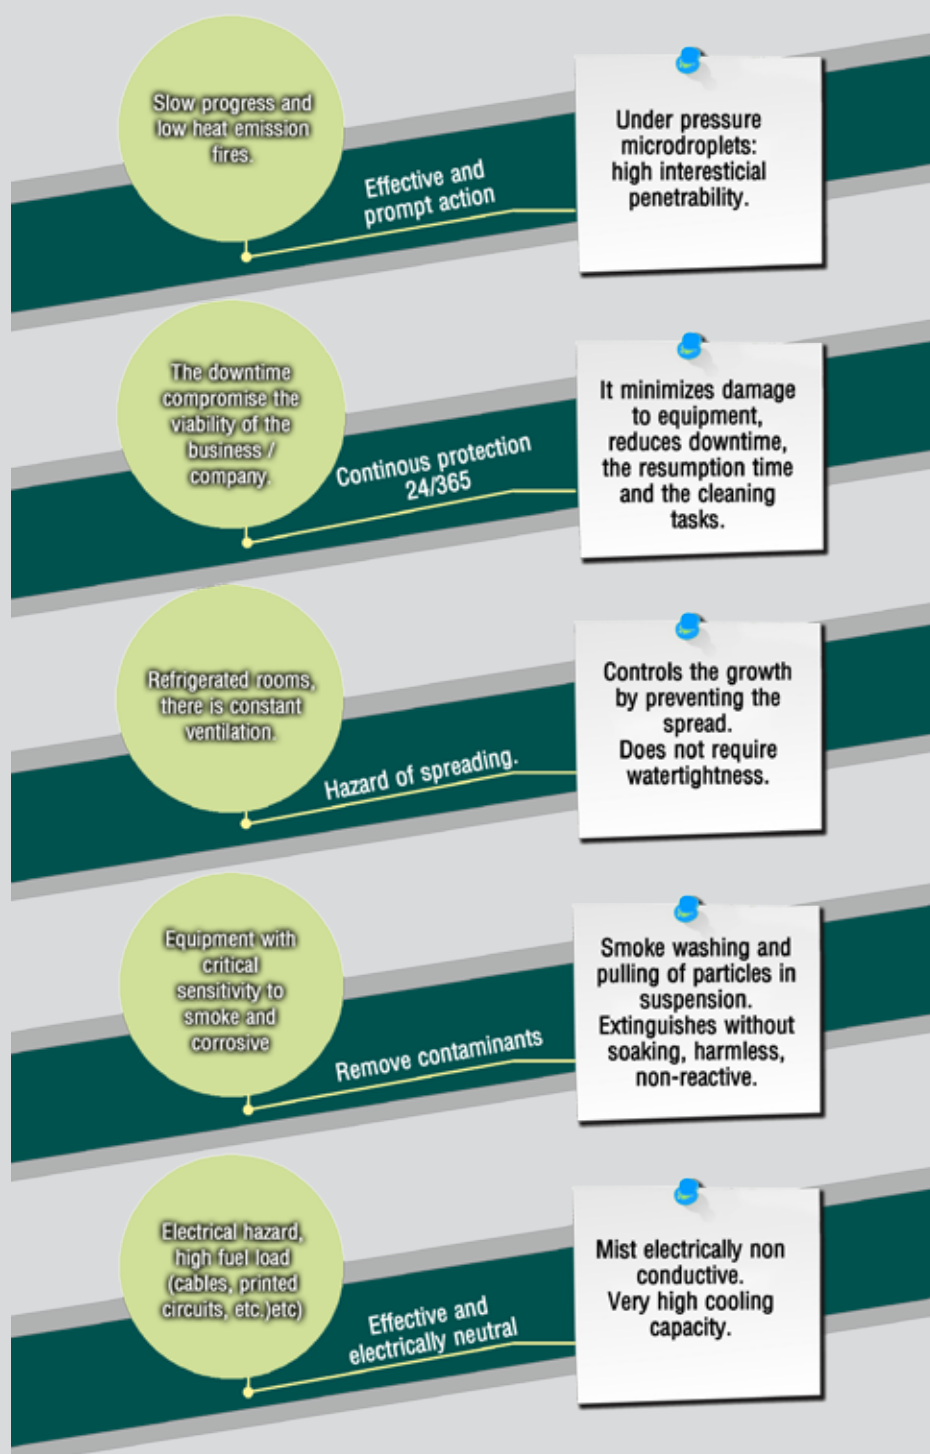 Slow progress and
low heat emission
fires.
Effective and
prompt action
Under pressure
microdroplets:
high interesticial
penetrability.
The downtime
compromise the
viability of the
business /
company.
Continous protection
24/365
It minimizes damage
to equipment,
reduces downtime,
the resumption time
and the cleaning
tasks.
Refrigerated rooms,
there is constant
ventilation.
Hazard of spreading.
Controls the growth
by preventing the
spread.
Does not require
watertightness.
Equipment with
critical
sensitivity to
smoke and
corrosive
Remove contaminants
Smoke washing and
pulling of particles in
suspension.
Extinguishes without
soaking, harmless,
non-reactive.
Electrical hazard,
high fuel load
(cables, printed
circuits, etc.)etc)
Effective and
electrically neutral
Mist electrically non
conductive.
Very high cooling
capacity.